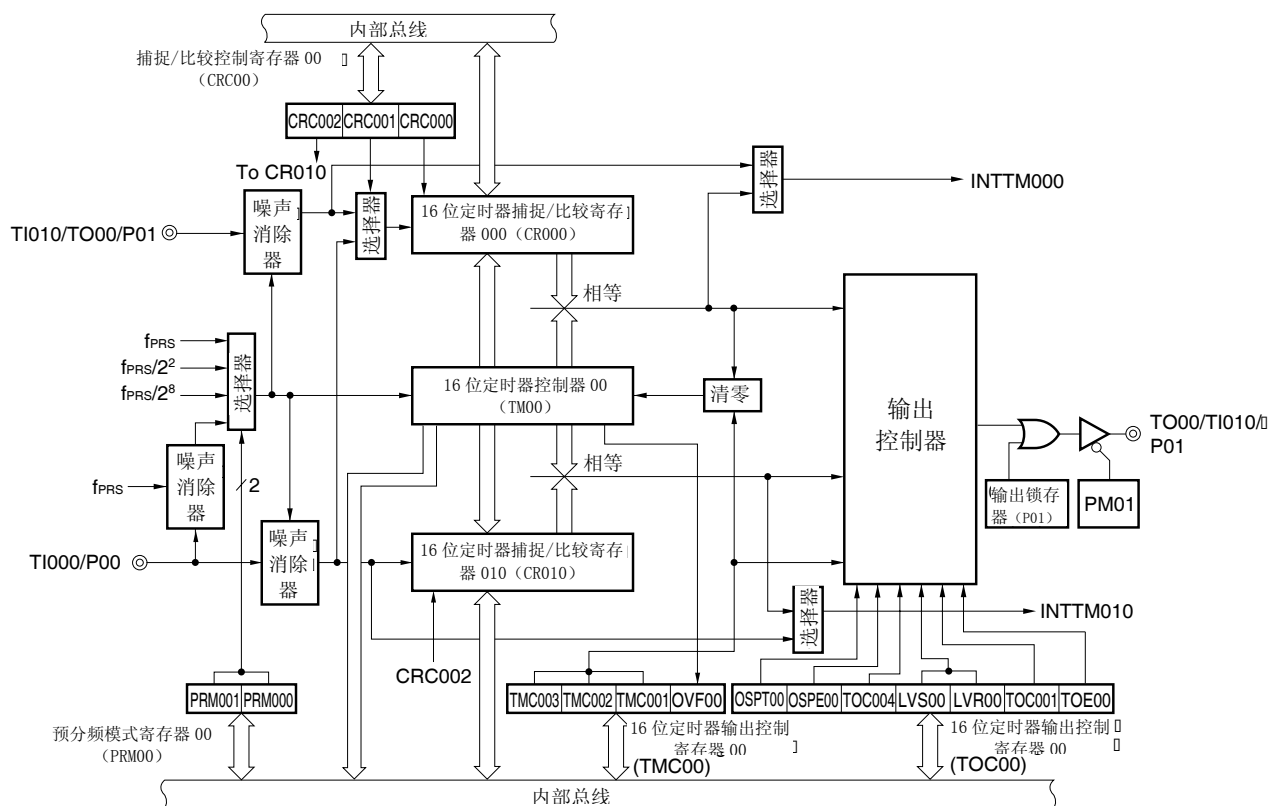 内部总线
捕捉/比较控制寄存器 00
（CRC00）
CRC002 CRC001 CRC000
To CR010
选择器
INTTM000
噪声
消除
器
选择器
16 位定时器捕捉/比较寄存
器 000 (CR000)
TI010/TO00/P01
相等
fPRS
fPRS/2²
fPRS/2⁸
选择器
16 位定时器控制器 00
（TM00）
清零
输出
控制器
TO00/TI010/
P01
噪声
消除
器
fPRS
2
相等
输出锁存
器（P01）
PM01
TI000/P00
噪声
消除
器
16 位定时器捕捉/比较寄存
器 010（CR010）
选择器
INTTM010
CRC002
PRM001 PRM000
TMC003 TMC002 TMC001 OVF00
OSPT00 OSPE00 TOC004 LVS00 LVR00 TOC001 TOE00
预分频模式寄存器 00
（PRM00）
16 位定时器输出控制
寄存器 00
(TMC00)
16 位定时器输出控制
寄存器 00
(TOC00)
内部总线